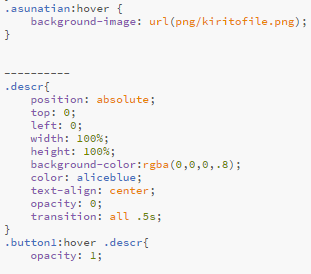 .asunatian:hover {
    background-image: url(png/kiritofile.png);
}
----------
.descr{
    position: absolute;
    top: 0;
    left: 0;
    width: 100%;
    height: 100%;
    background-color:rgba(0,0,0,.8);
    color: aliceblue;
    text-align: center;
    opacity: 0;
    transition: all .5s;
}
.button1:hover .descr{
    opacity: 1;